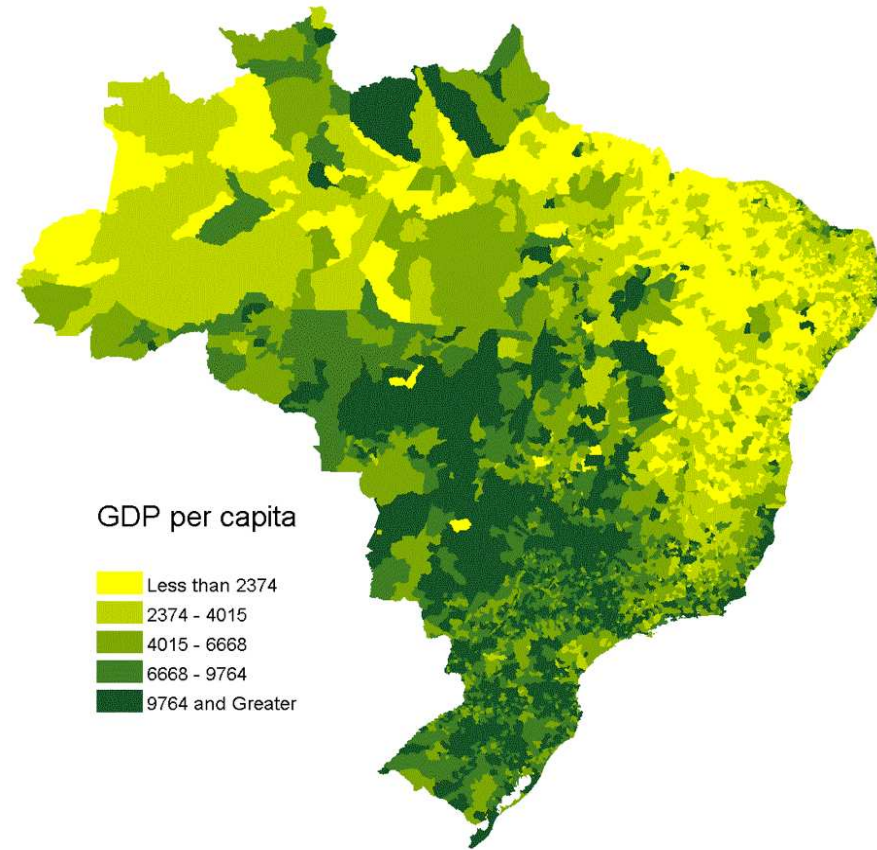 GDP per capita
Less than 2374
2374 - 4015
4015 - 6668
6668 - 9764
9764 and Greater